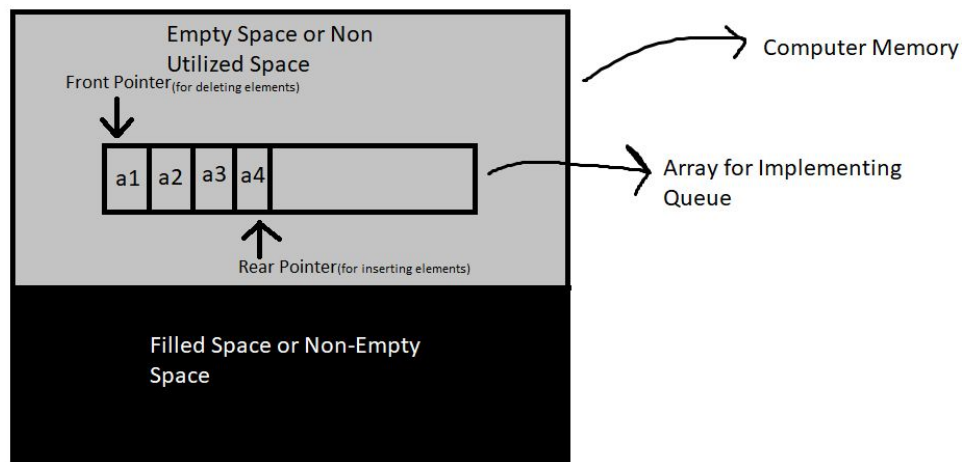 Empty Space or Non
Utilized Space
Computer Memory
Front Pointer(for deleting elements)
a1 a2 a3 a4
Array for Implementing
Queue
Rear Pointer(for inserting elements)
Filled Space or Non-Empty
Space